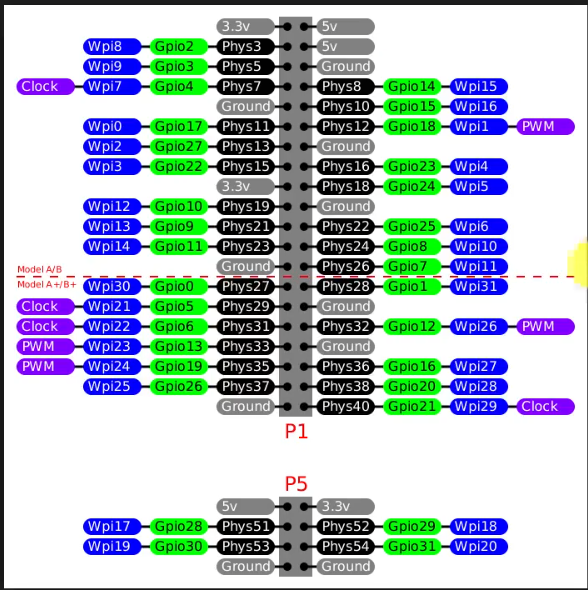 3.3v 5v
Wpi8 Gpio2 Phys3 5v
Wpi9 Gpio3 Phys5 Ground
Clock Wpi7 Gpio4 Phys7 Phys8 Gpio14 Wpi15
Ground Phys10 Gpio15 Wpi16
Wpi0 Gpio17 Phys11 Phys12 Gpio18 Wpi1 PWM
Wpi2 Gpio27 Phys13 Ground
Wpi3 Gpio22 Phys15 Phys16 Gpio23 Wpi4
3.3v Phys18 Gpio24 Wpi5
Wpi12 Gpio10 Phys19 Ground
Wpi13 Gpio9 Phys21 Phys22 Gpio25 Wpi6
Wpi14 Gpio11 Phys23 Phys24 Gpio8 Wpi10
Ground Phys26 Gpio7 Wpi11
Model A/B
Model A+/B+
Wpi30 Gpio0 Phys27 Phys28 Gpio1 Wpi31
Clock Wpi21 Gpio5 Phys29 Ground
Clock Wpi22 Gpio6 Phys31 Phys32 Gpio12 Wpi26 PWM
PWM Wpi23 Gpio13 Phys33 Ground
PWM Wpi24 Gpio19 Phys35 Phys36 Gpio16 Wpi27
Wpi25 Gpio26 Phys37 Phys38 Gpio20 Wpi28
Ground Phys40 Gpio21 Wpi29 Clock
P1
P5
5v 3.3v
Wpi17 Gpio28 Phys51 Phys52 Gpio29 Wpi18
Wpi19 Gpio30 Phys53 Phys54 Gpio31 Wpi20
Ground Ground